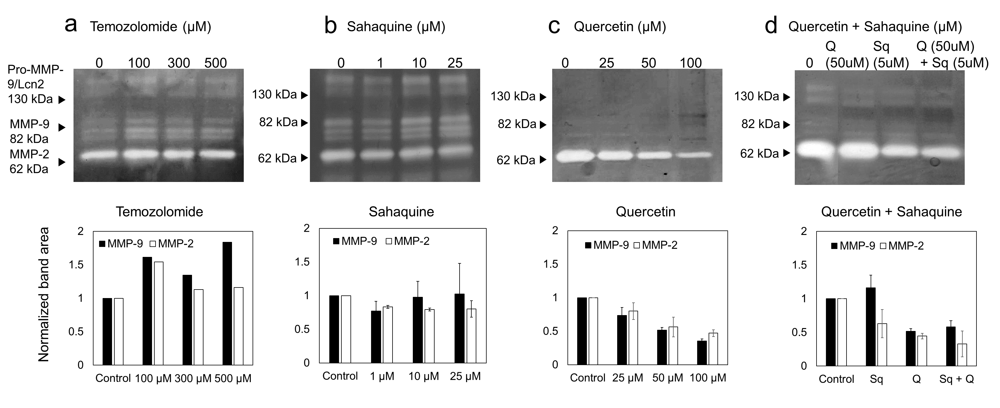 a Temozolomide (µM)
0 100 300 500
Pro-MMP-
9/Lcn2
130 kDa
MMP-9
82 kDa
MMP-2
62 kDa
b Sahaquine (µM)
0 1 10 25
130 kDa
82 kDa
62 kDa
c Quercetin (µM)
0 25 50 100
130 kDa
82 kDa
62 kDa
d Quercetin + Sahaquine (µM)
Q Sq Q (50uM)
0 (50uM) (5uM) + Sq (5uM)
130 kDa
82 kDa
62 kDa
Temozolomide
Normalized band area
MMP-9 MMP-2
2
1.5
1
0.5
0
Control 100 µM 300 µM 500 µM
Sahaquine
MMP-9 MMP-2
2
1.5
1
0.5
0
Control 1 µM 10 µM 25 µM
Quercetin
MMP-9 MMP-2
2
1.5
1
0.5
0
Control 25 µM 50 µM 100 µM
Quercetin + Sahaquine
MMP-9 MMP-2
2
1.5
1
0.5
0
Control Sq Q Sq + Q